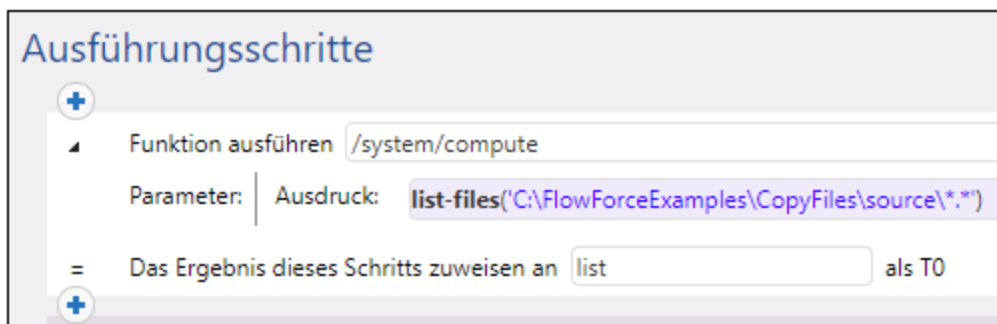 Ausführungsschritte
Funktion ausführen /system/compute
Parameter: Ausdruck: list-files('C:\FlowForceExamples\CopyFiles\source\*.*')
= Das Ergebnis dieses Schritts zuweisen an list als T0